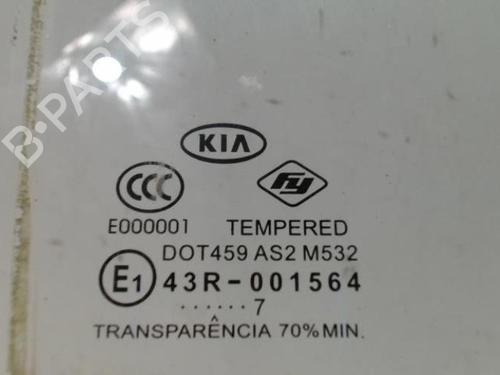 B-PARTS
KIA
CCC FY
E000001 TEMPERED
DOT459 AS2 M532
E1 43R-001564
......7
TRANSPARÊNCIA 70% MIN.